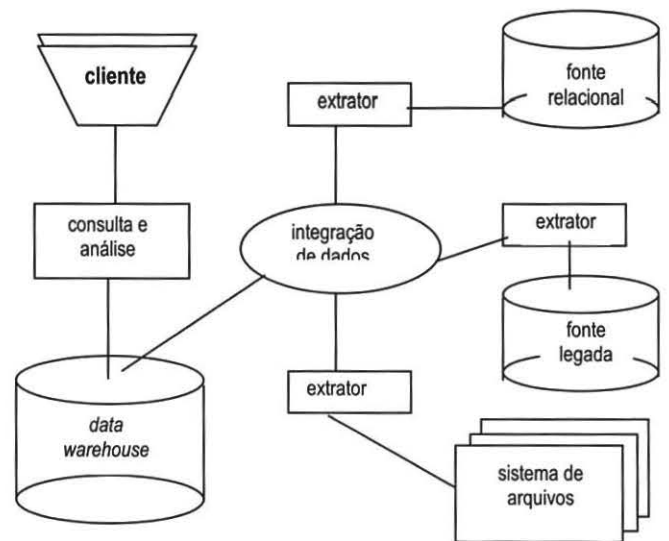 cliente
extrator
fonte
relacional
consulta e
análise
integração
de dados
extrator
fonte
legada
extrator
data
warehouse
sistema de
arquivos